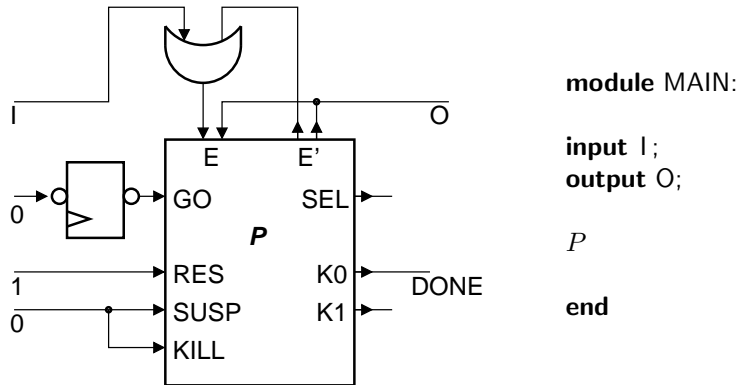 I
O
E E'
0
GO
SEL
P
1
RES
K0
DONE
0
SUSP
K1
KILL
module MAIN:
input I;
output O;
P
end